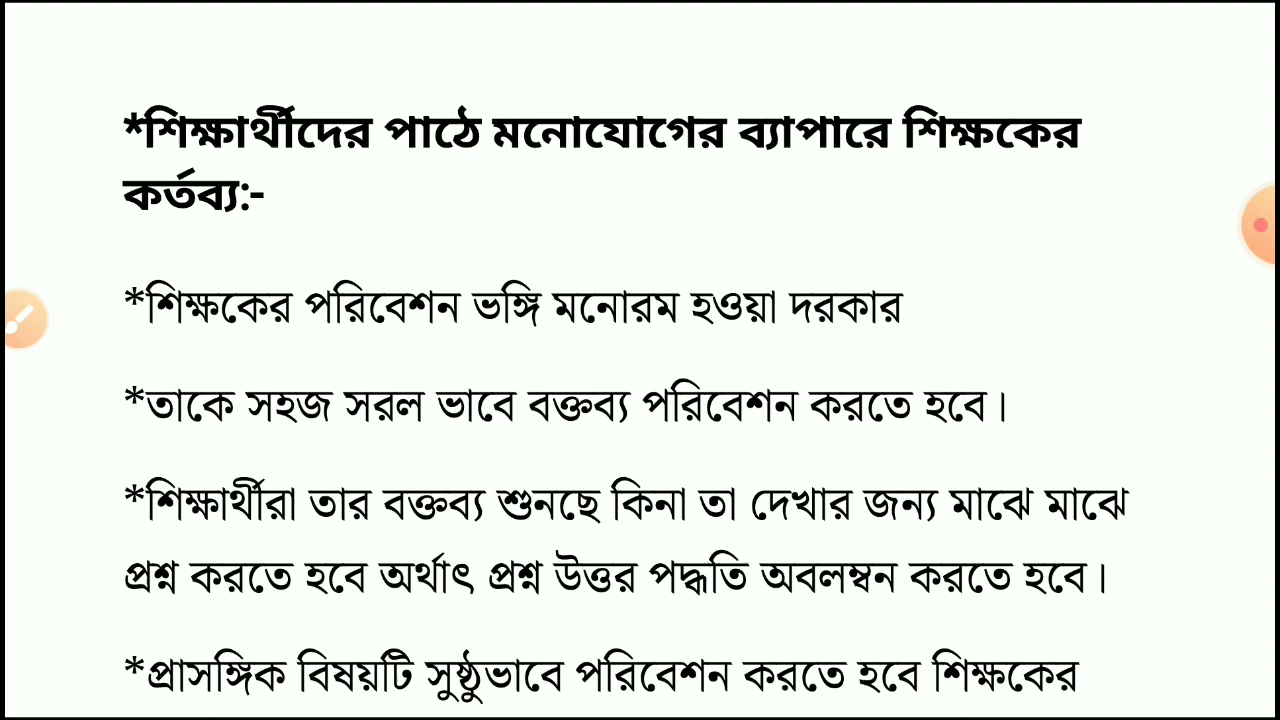 *শিক্ষার্থীদের পাঠে মনোযোগের ব্যাপারে শিক্ষকের
কর্তব্য:-
*শিক্ষকের পরিবেশন ভঙ্গি মনোরম হওয়া দরকার
*তাকে সহজ সরল ভাবে বক্তব্য পরিবেশন করতে হবে।
*শিক্ষার্থীরা তার বক্তব্য শুনছে কিনা তা দেখার জন্য মাঝে মাঝে
প্রশ্ন করতে হবে অর্থাৎ প্রশ্ন উত্তর পদ্ধতি অবলম্বন করতে হবে।
*প্রাসঙ্গিক বিষয়টি সুষ্ঠুভাবে পরিবেশন করতে হবে শিক্ষকের